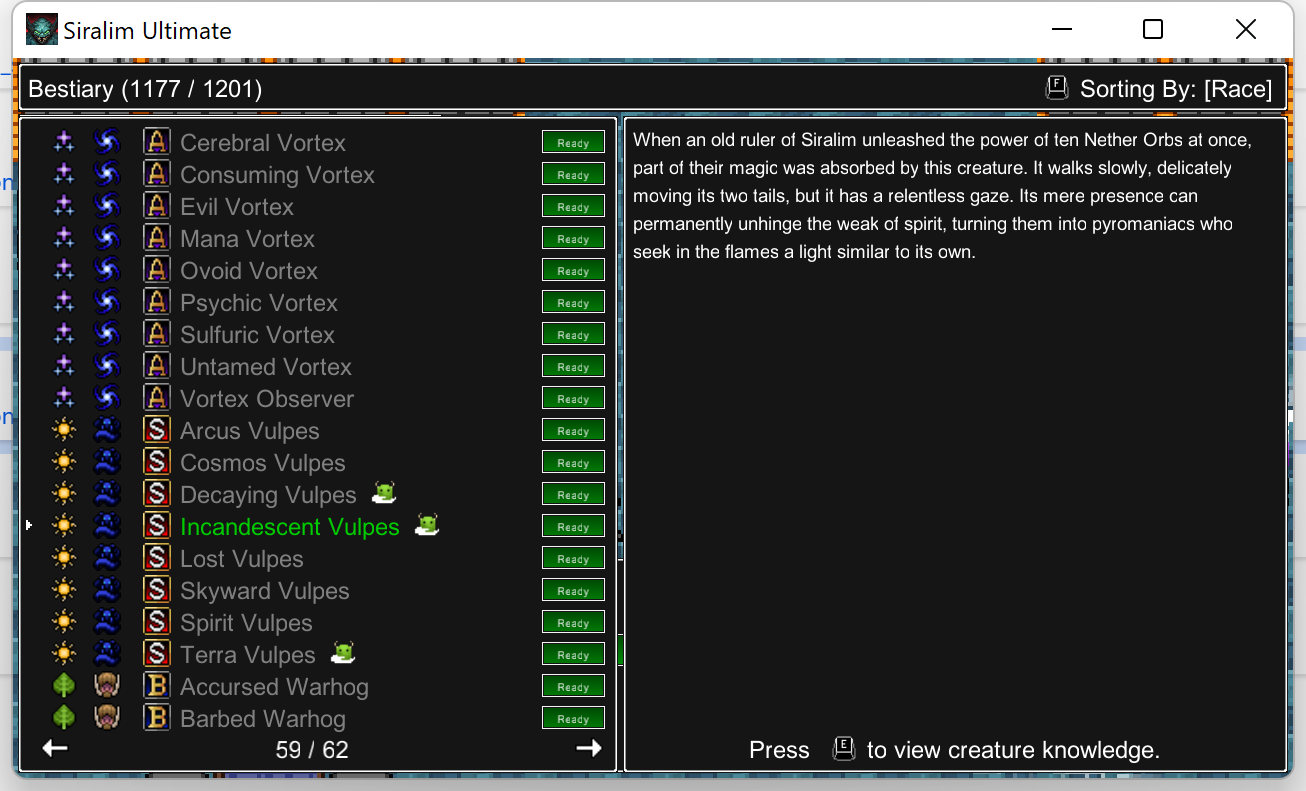 Siralim Ultimate
Bestiary (1177 / 1201)
F Sorting By: [Race]
A Cerebral Vortex Ready
A Consuming Vortex Ready
A Evil Vortex Ready
A Mana Vortex Ready
A Ovoid Vortex Ready
A Psychic Vortex Ready
A Sulfuric Vortex Ready
A Untamed Vortex Ready
A Vortex Observer Ready
S Arcus Vulpes Ready
S Cosmos Vulpes Ready
S Decaying Vulpes Ready
S Incandescent Vulpes Ready
S Lost Vulpes Ready
S Skyward Vulpes Ready
S Spirit Vulpes Ready
S Terra Vulpes Ready
B Accursed Warhog Ready
B Barbed Warhog Ready
59 / 62
When an old ruler of Siralim unleashed the power of ten Nether Orbs at once,
part of their magic was absorbed by this creature. It walks slowly, delicately
moving its two tails, but it has a relentless gaze. Its mere presence can
permanently unhinge the weak of spirit, turning them into pyromaniacs who
seek in the flames a light similar to its own.
Press E to view creature knowledge.